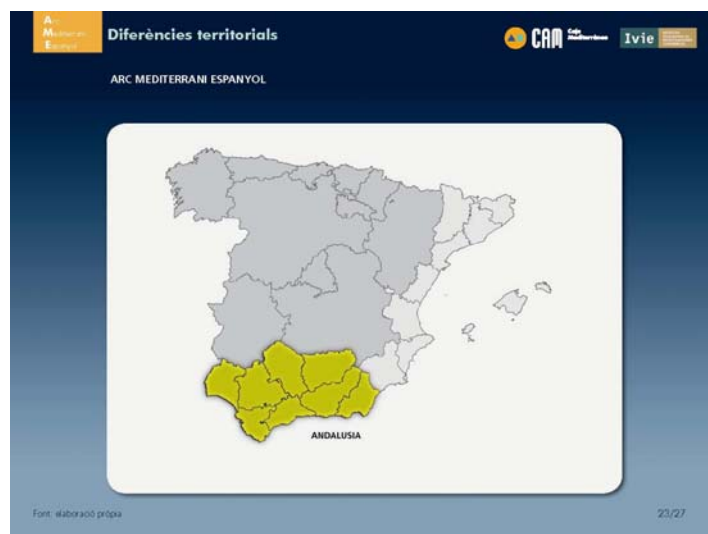 Arc
Mediterrani
Espanyol
Diferències territorials
CAM Caja
Mediterráneo
Ivie
ARC MEDITERRANI ESPANYOL
ANDALUSIA
Font: elaboració pròpia
23/27